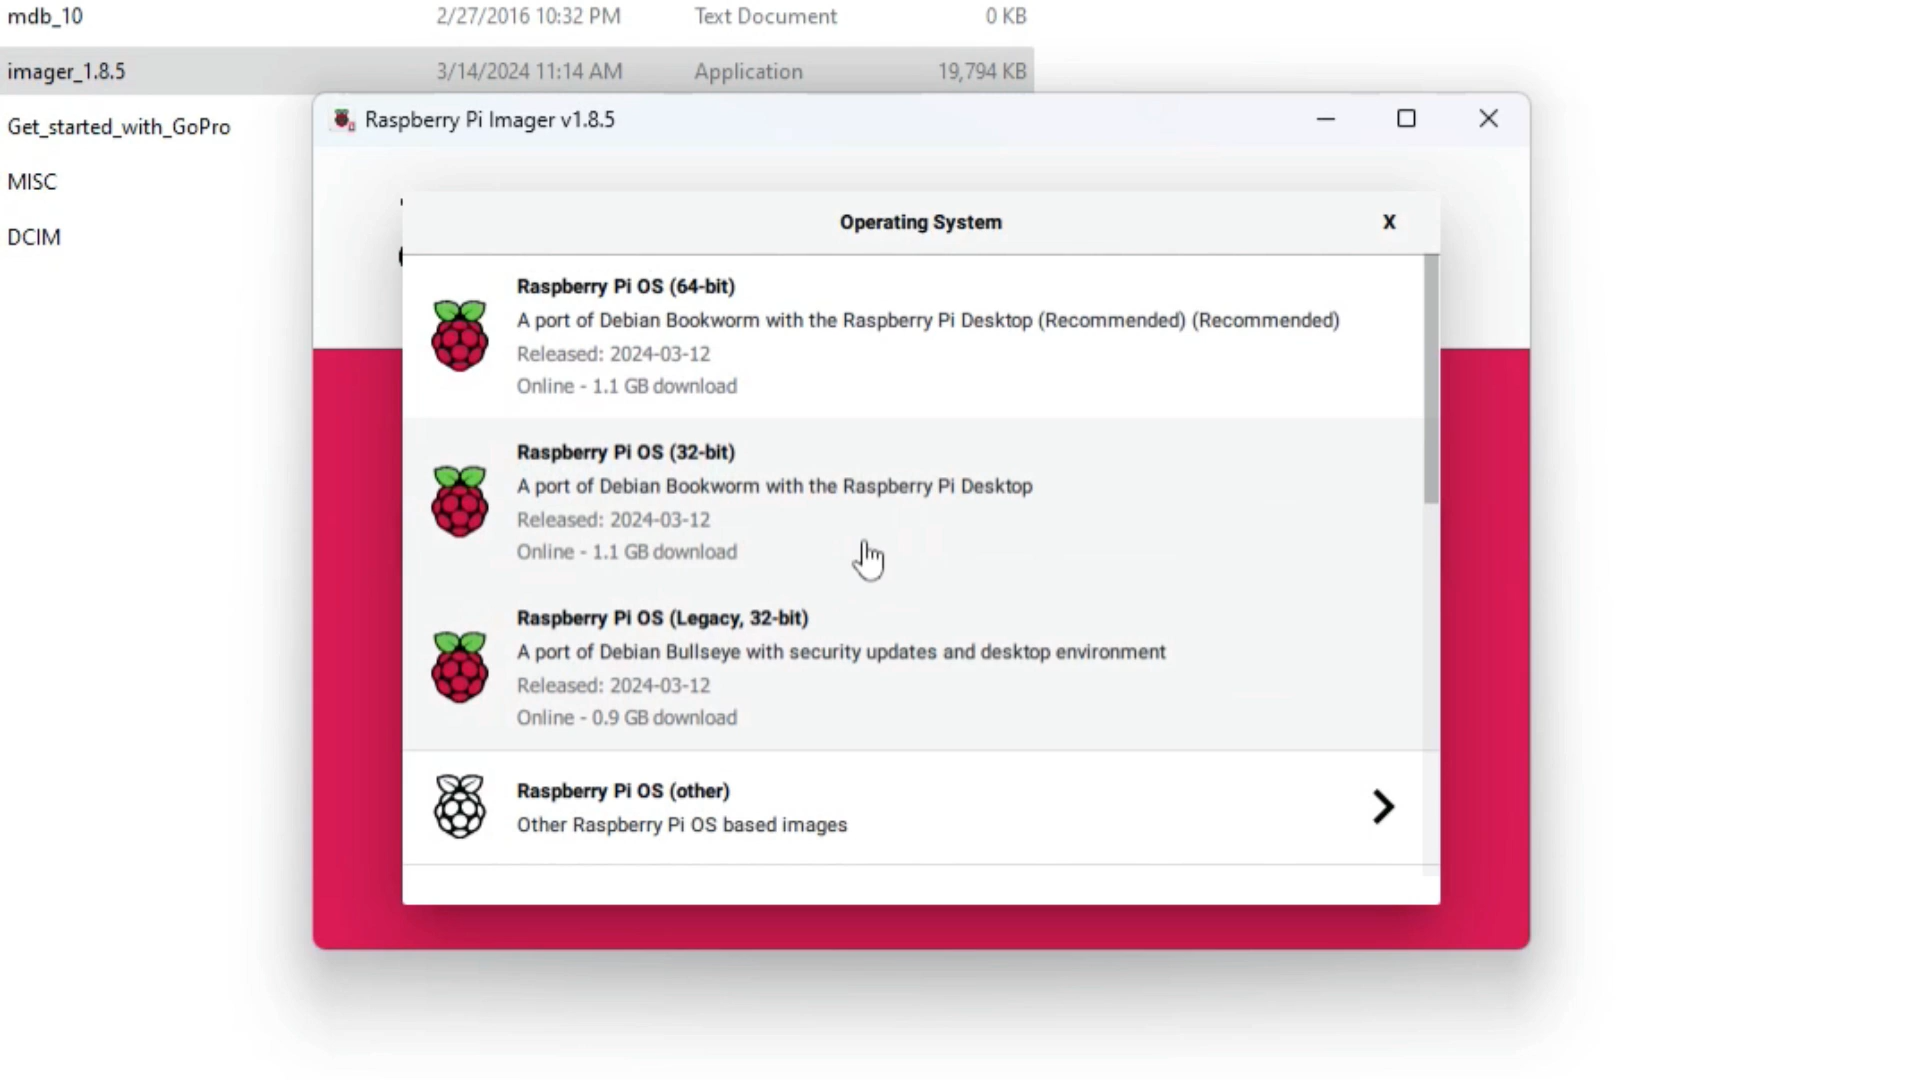 mdb_10 2/27/2016 10:32 PM Text Document 0 KB
imager_1.8.5 3/14/2024 11:14 AM Application 19,794 KB
Get_started_with_GoPro
MISC
DCIM
Raspberry Pi Imager v1.8.5
Operating System X
Raspberry Pi OS (64-bit)
A port of Debian Bookworm with the Raspberry Pi Desktop (Recommended) (Recommended)
Released: 2024-03-12
Online - 1.1 GB download
Raspberry Pi OS (32-bit)
A port of Debian Bookworm with the Raspberry Pi Desktop
Released: 2024-03-12
Online - 1.1 GB download
Raspberry Pi OS (Legacy, 32-bit)
A port of Debian Bullseye with security updates and desktop environment
Released: 2024-03-12
Online - 0.9 GB download
Raspberry Pi OS (other)
Other Raspberry Pi OS based images